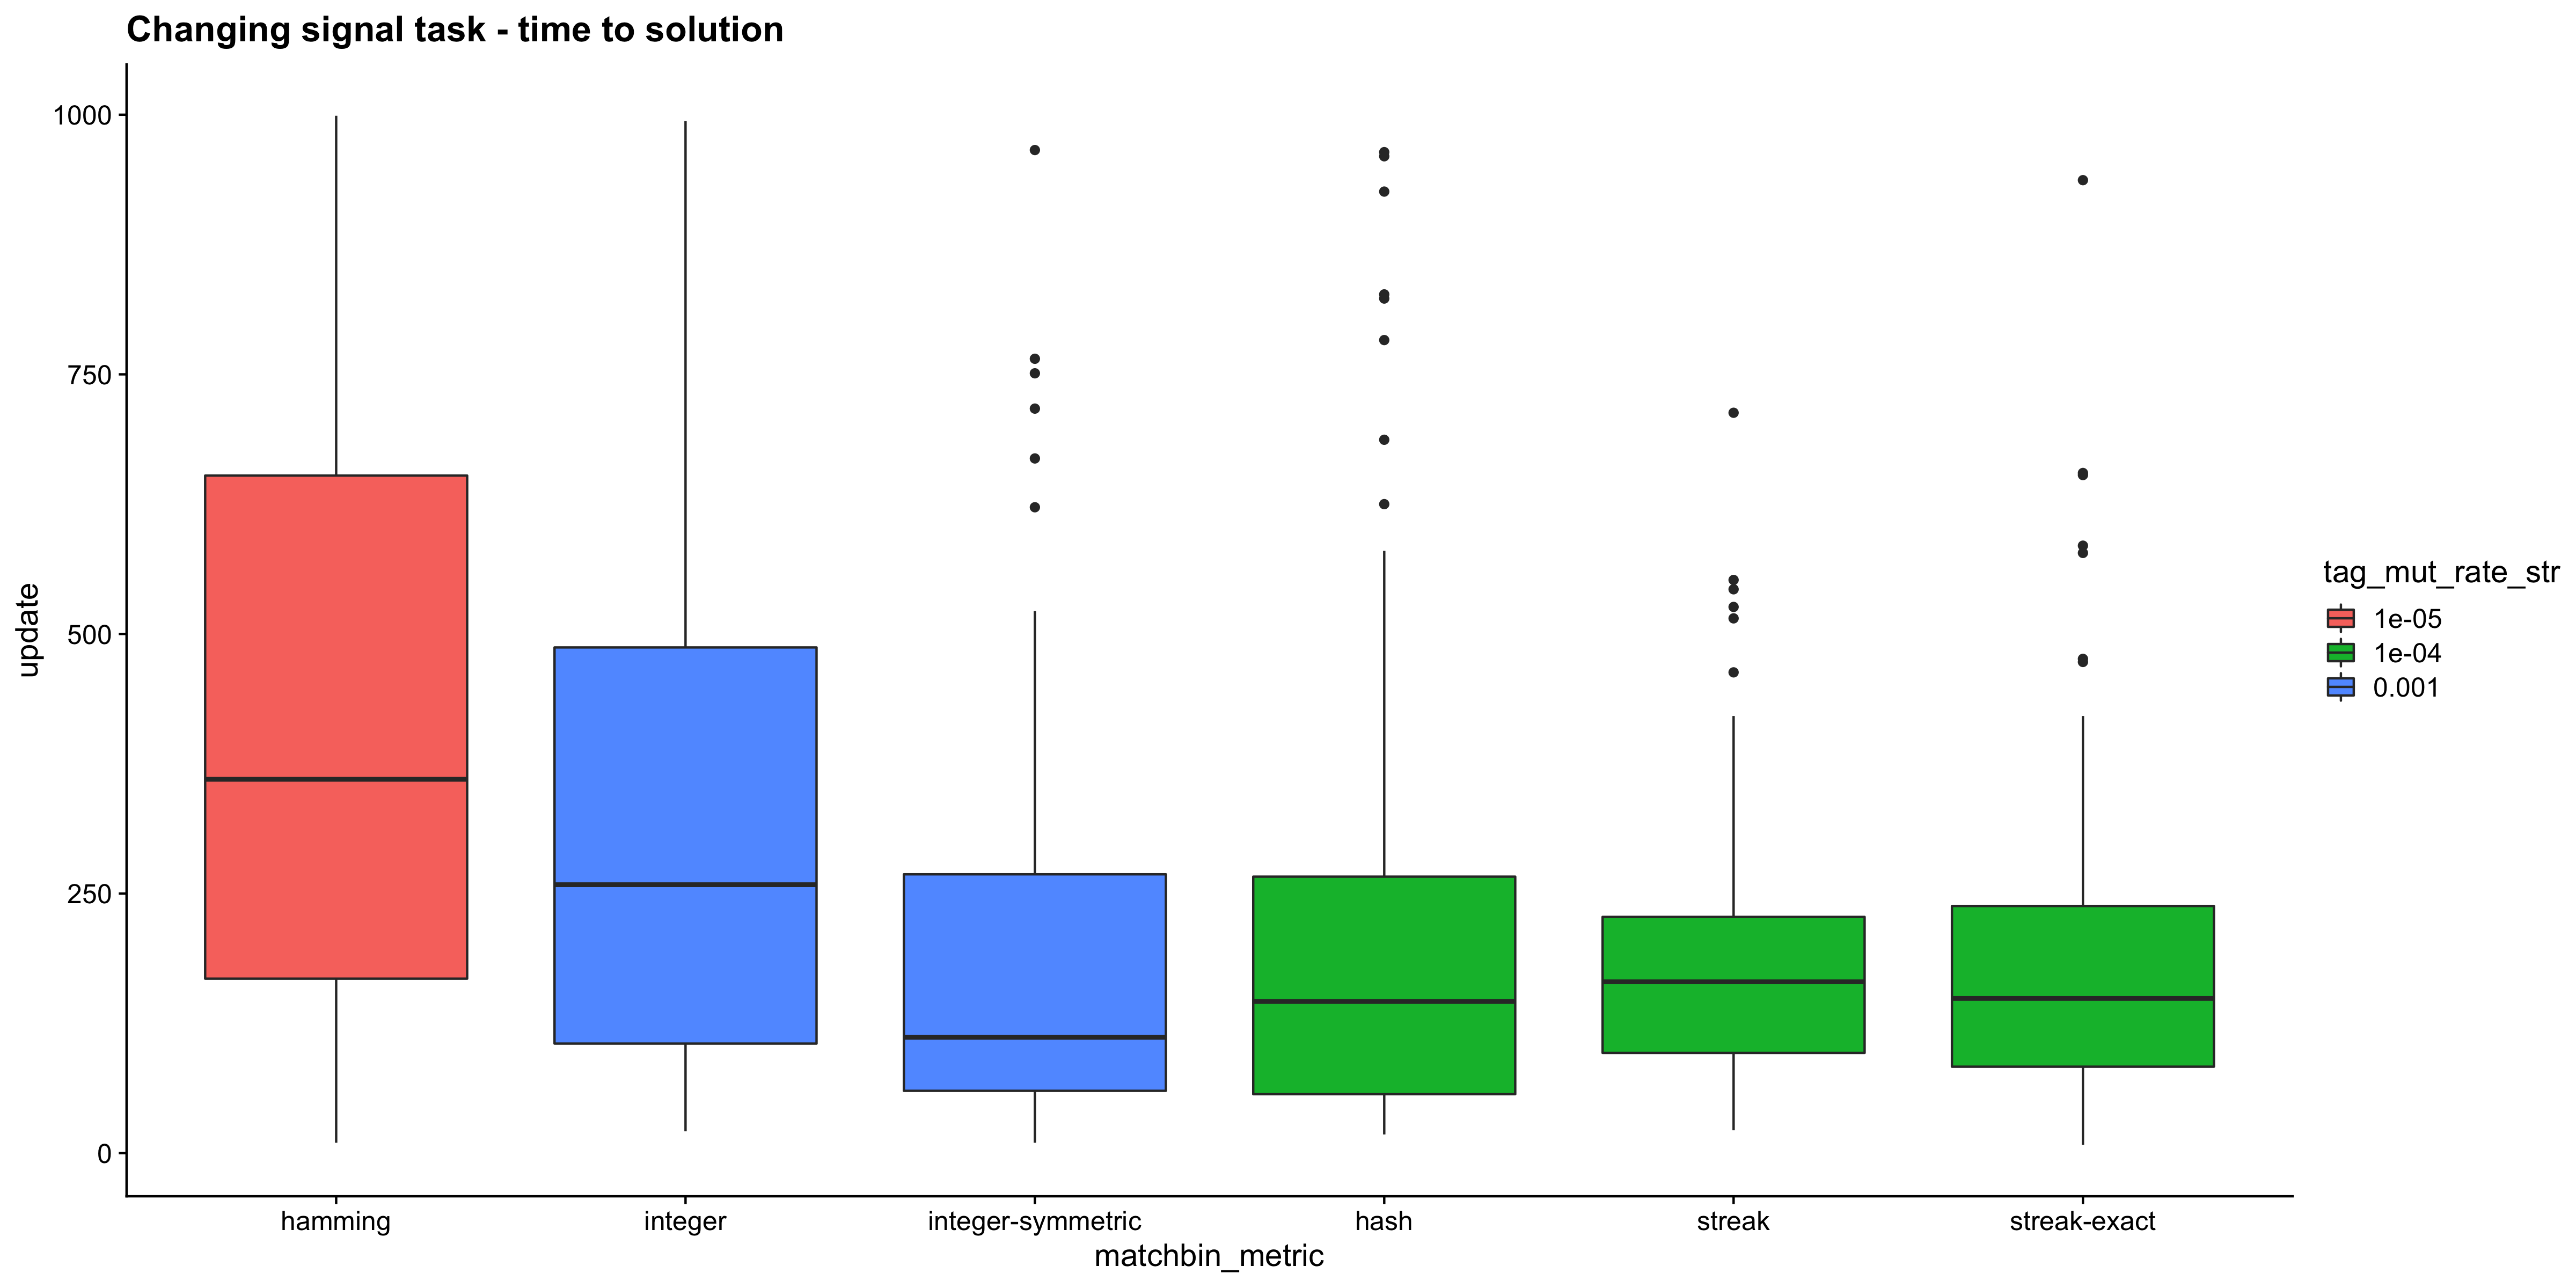 Changing signal task - time to solution
1000
750
500
250
0
update
hamming
integer
integer-symmetric
hash
streak
streak-exact
matchbin_metric
tag_mut_rate_str
1e-05
1e-04
0.001